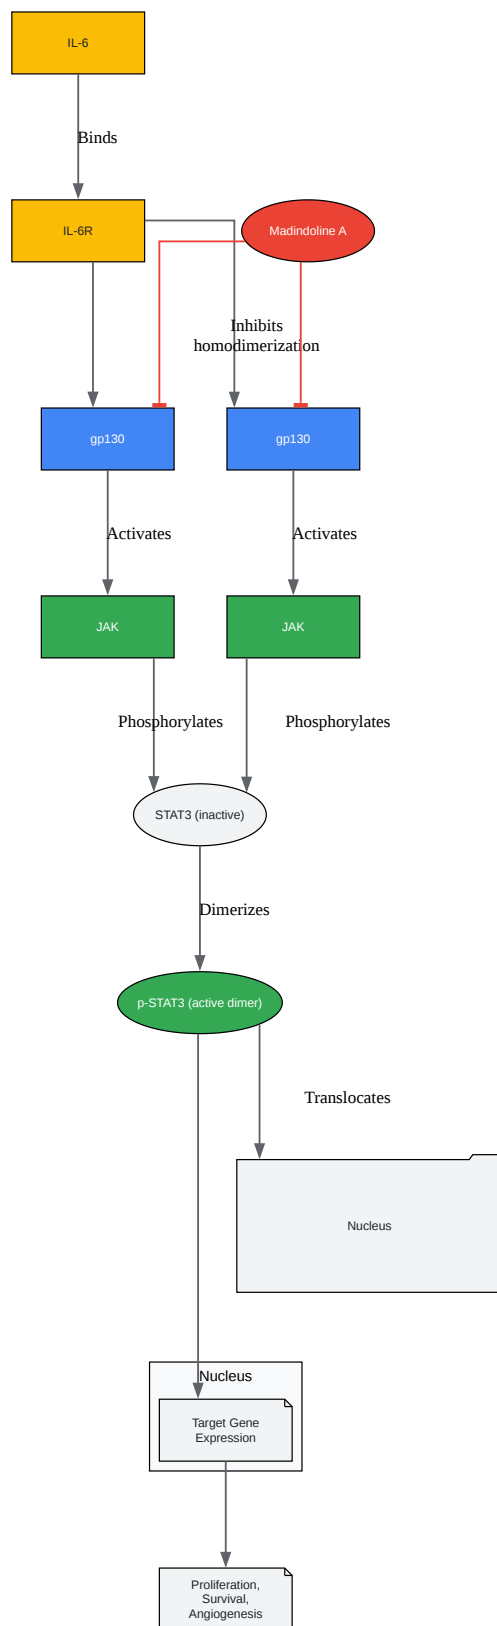 IL-6
Binds
IL-6R
Madindoline A
Inhibits
homodimerization
gp130
gp130
Activates
Activates
JAK
JAK
Phosphorylates
Phosphorylates
STAT3 (inactive)
Dimerizes
p-STAT3 (active dimer)
Translocates
Nucleus
Nucleus
Target Gene
Expression
Proliferation,
Survival,
Angiogenesis